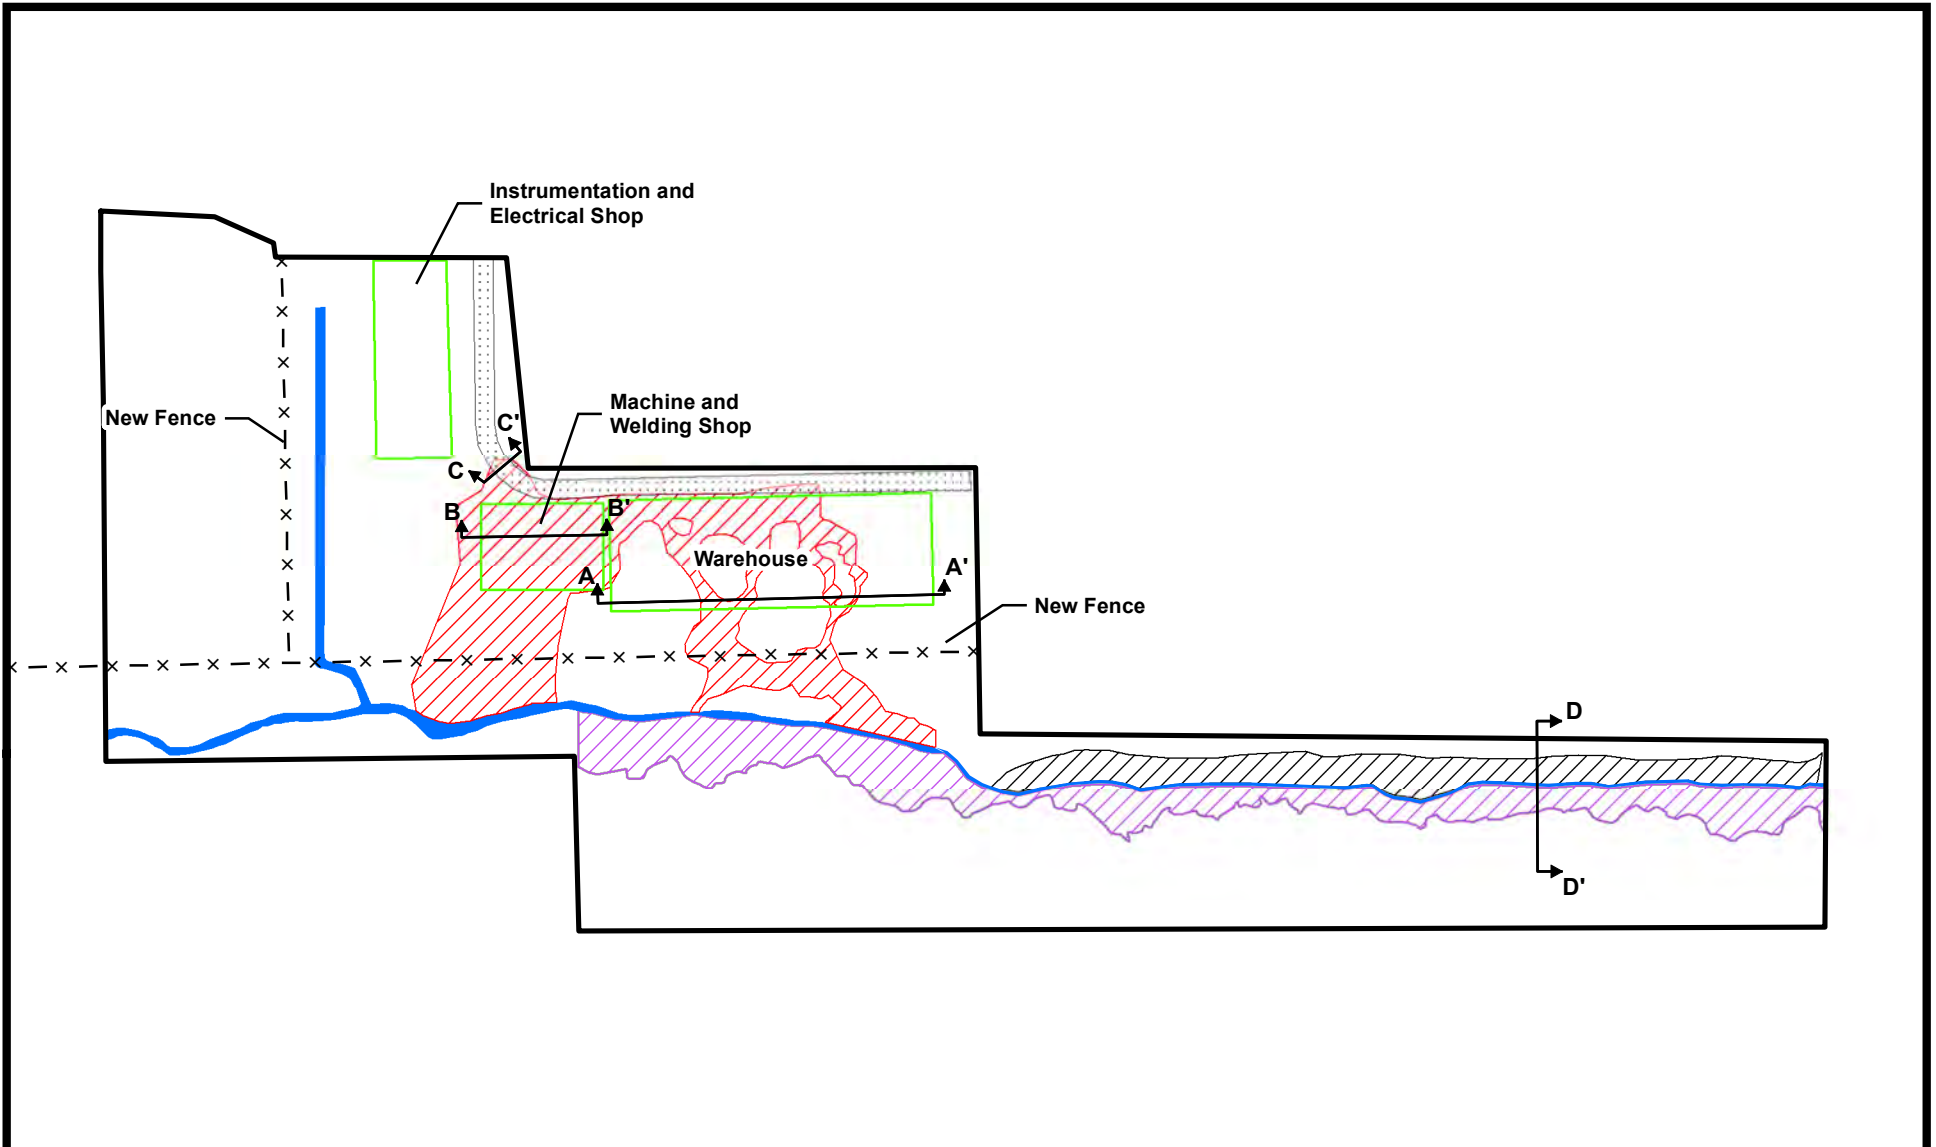 Instrumentation and
Electrical Shop
New Fence
Machine and
Welding Shop
C'
C
B
B'
Warehouse
A
A'
New Fence
D
D'